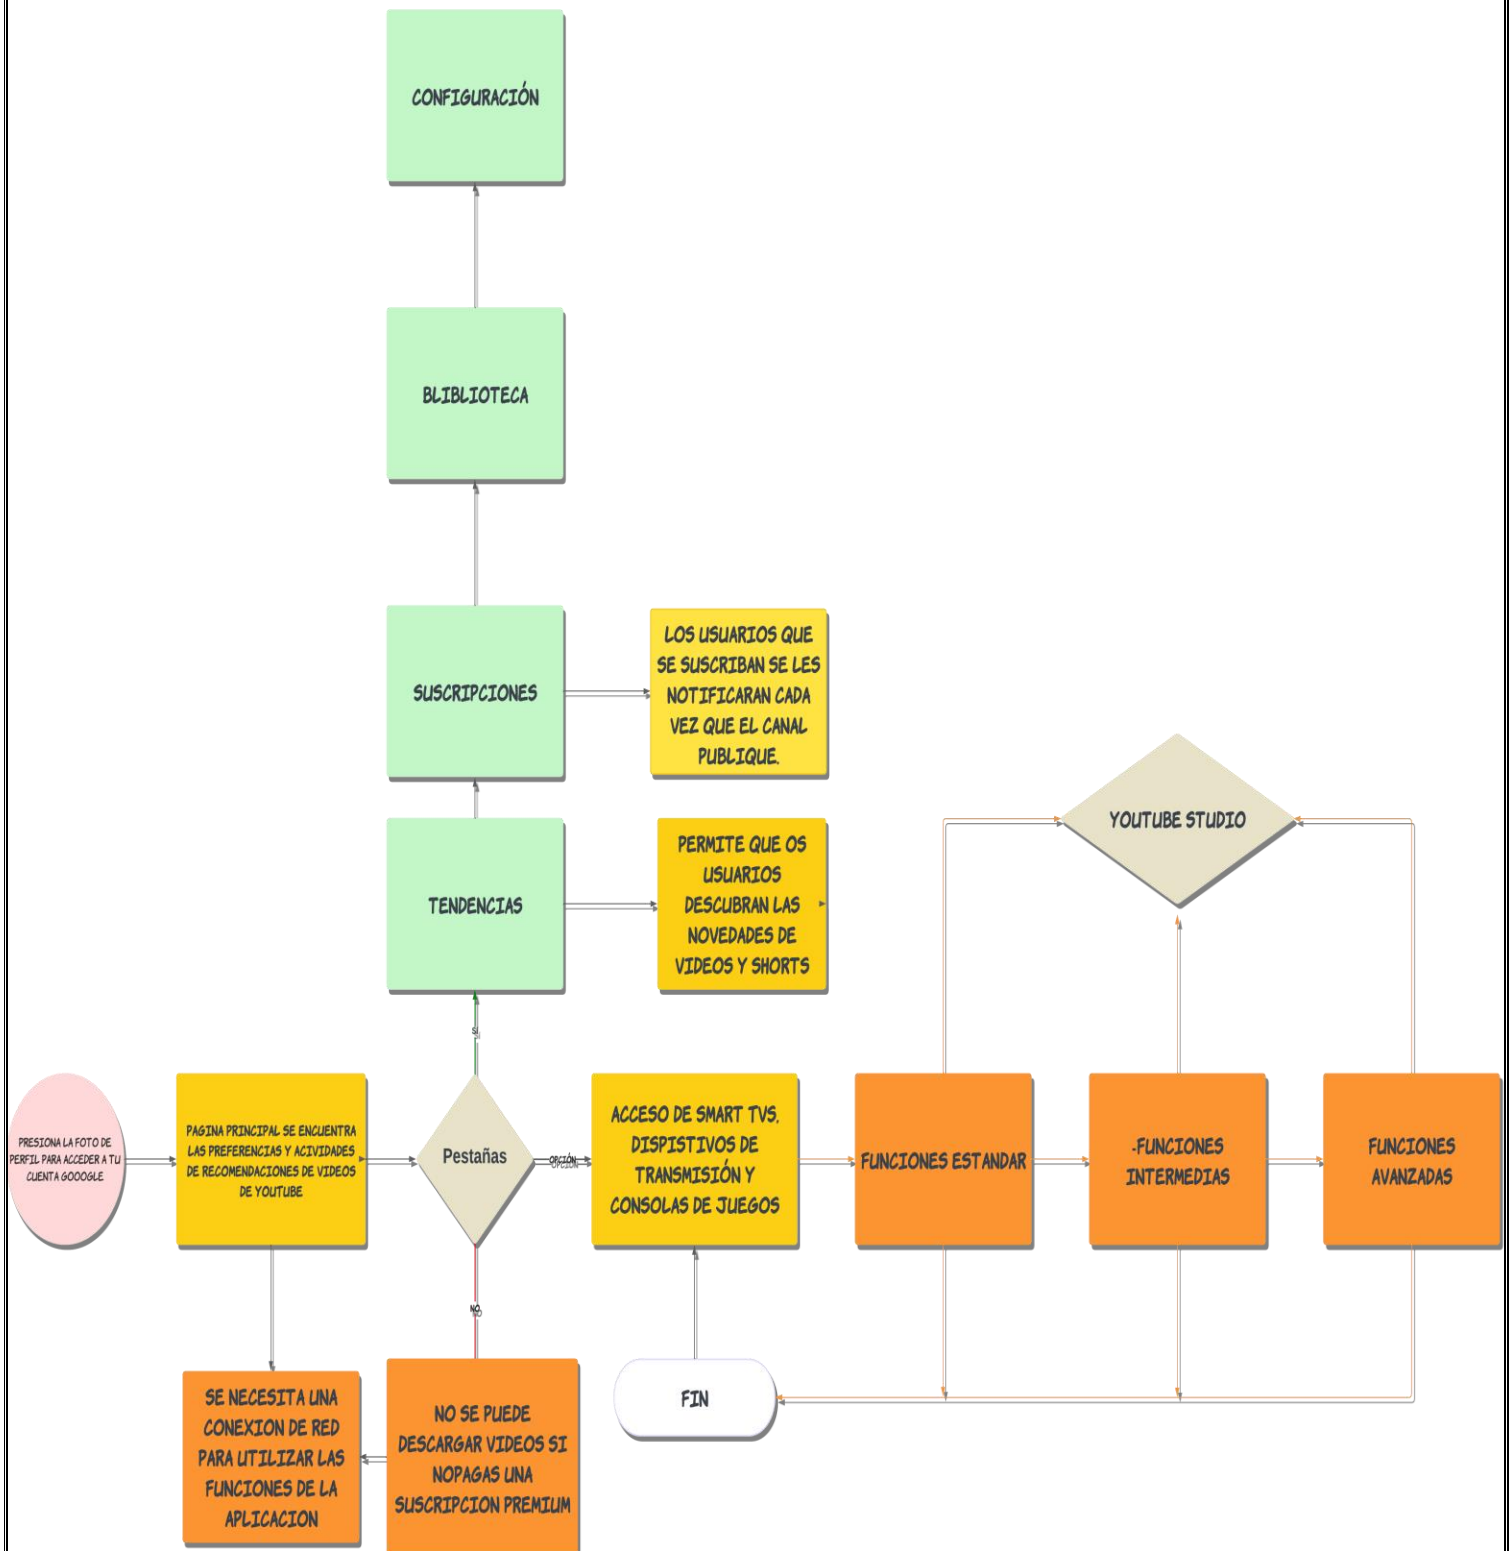 CONFIGURACIÓN
BLIBLIOTECA
SUSCRIPCIONES
LOS USUARIOS QUE
SE SUSCRIBAN SE LES
NOTIFICARAN CADA
VEZ QUE EL CANAL
PUBLIQUE.
TENDENCIAS
PERMITE QUE OS
USUARIOS
DESCUBRAN LAS
NOVEDADES DE
VIDEOS Y SHORTS
YOUTUBE STUDIO
SI
PRESIONA LA FOTO DE
PERFIL PARA ACCEDER A TU
CUENTA GOOOGLE
PAGINA PRINCIPAL SE ENCUENTRA
LAS PREFERENCIAS Y ACIVIDADES
DE RECOMENDACIONES DE VIDEOS
DE YOUTUBE
Pestañas
OPCIÓN
ACCESO DE SMART TVS,
DISPISTIVOS DE
TRANSMISIÓN Y
CONSOLAS DE JUEGOS
FUNCIONES ESTANDAR
-FUNCIONES
INTERMEDIAS
FUNCIONES
AVANZADAS
NO
SE NECESITA UNA
CONEXION DE RED
PARA UTILIZAR LAS
FUNCIONES DE LA
APLICACION
NO SE PUEDE
DESCARGAR VIDEOS SI
NOPAGAS UNA
SUSCRIPCION PREMIUM
FIN